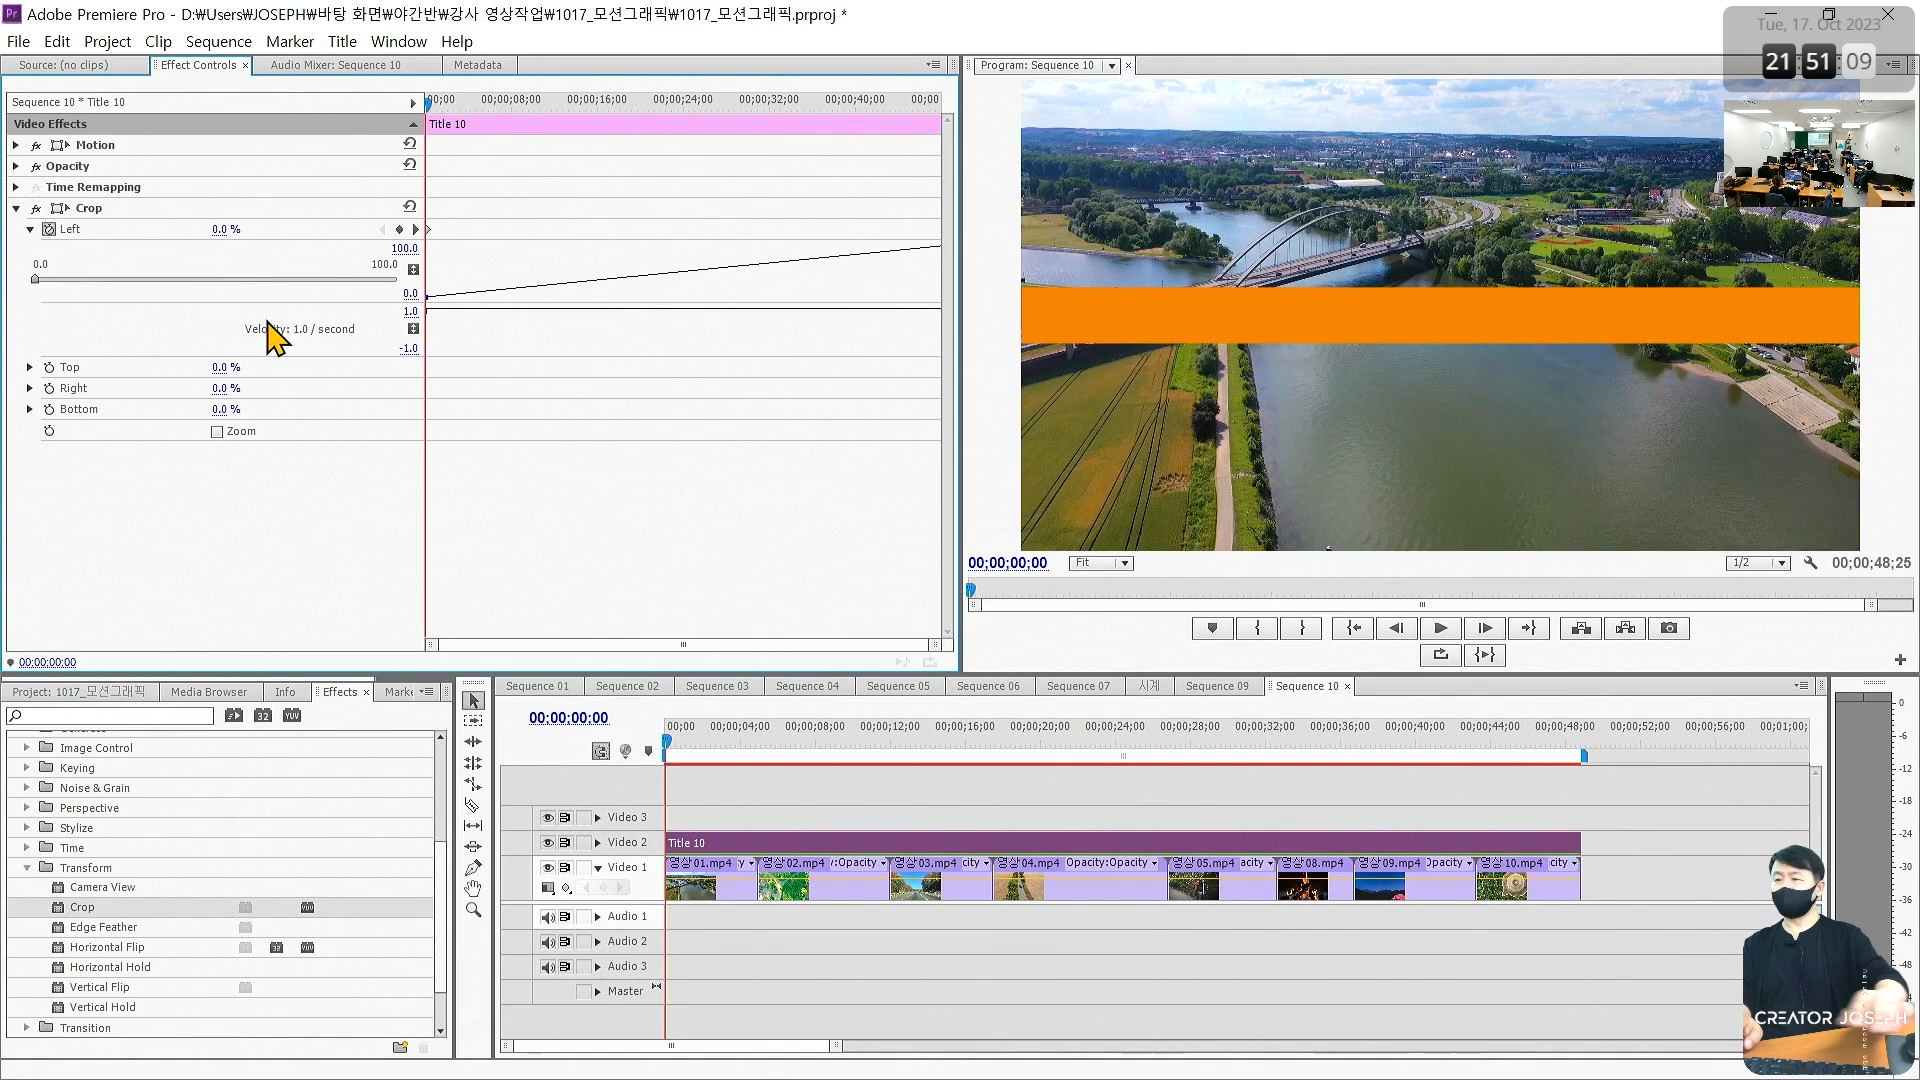 Adobe Premiere Pro - D:₩Users₩JOSEPH₩바탕 화면₩야간반₩강사 영상작업₩1017_모션그래픽₩1017_모션그래픽.prproj *
File Edit Project Clip Sequence Marker Title Window Help
Tue, 17. Oct 2023
21:51:09
Source: (no clips) Effect Controls × Audio Mixer: Sequence 10 Metadata
Program: Sequence 10 ×
Sequence 10 * Title 10
00;00 00;00;08;00 00;00;16;00 00;00;24;00 00;00;32;00 00;00;40;00 00;00
Video Effects
Title 10
fx Motion
fx Opacity
fx Time Remapping
fx Crop
Left 0.0 %
100.0
0.0 100.0
0.0
1.0
Velocity: 1.0 / second
-1.0
Top 0.0 %
Right 0.0 %
Bottom 0.0 %
Zoom
00;00;00;00
00;00;00;00 Fit 1/2 00;00;48;25
Project: 1017_모션그래픽 Media Browser Info Effects × Marke
32 YUV
Image Control
Keying
Noise & Grain
Perspective
Stylize
Time
Transform
Camera View
Crop
Edge Feather
Horizontal Flip
Horizontal Hold
Vertical Flip
Vertical Hold
Transition
Sequence 01 Sequence 02 Sequence 03 Sequence 04 Sequence 05 Sequence 06 Sequence 07 시계 Sequence 09 Sequence 10 ×
00;00;00;00
00;00 00;00;04;00 00;00;08;00 00;00;12;00 00;00;16;00 00;00;20;00 00;00;24;00 00;00;28;00 00;00;32;00 00;00;36;00 00;00;40;00 00;00;44;00 00;00;48;00 00;00;52;00 00;00;56;00 00;01;00;
Video 3
Video 2 Title 10
Video 1 영상01.mp4 영상02.mp4 /:Opacity 영상03.mp4 city 영상04.mp4 Opacity:Opacity 영상05.mp4 acity 영상08.mp4 영상09.mp4 영상10.mp4 city
Audio 1
Audio 2
Audio 3
Master
0
-6
-12
-18
-24
-30
-36
-42
-48
CREATOR JOSEPH